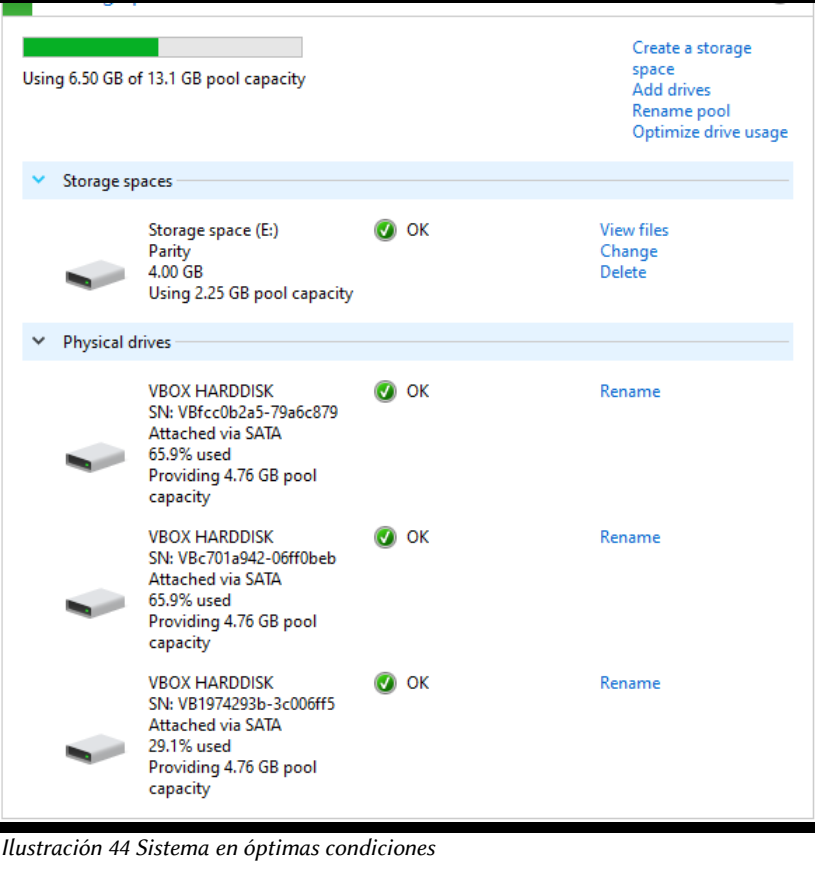 Using 6.50 GB of 13.1 GB pool capacity
Create a storage
space
Add drives
Rename pool
Optimize drive usage
Storage spaces
Storage space (E:)
Parity
4.00 GB
Using 2.25 GB pool capacity
OK
View files
Change
Delete
Physical drives
VBOX HARDDISK
SN: VBfcc0b2a5-79a6c879
Attached via SATA
65.9% used
Providing 4.76 GB pool
capacity
OK
Rename
VBOX HARDDISK
SN: VBc701a942-06ff0beb
Attached via SATA
65.9% used
Providing 4.76 GB pool
capacity
OK
Rename
VBOX HARDDISK
SN: VB1974293b-3c006ff5
Attached via SATA
29.1% used
Providing 4.76 GB pool
capacity
OK
Rename
Ilustración 44 Sistema en óptimas condiciones